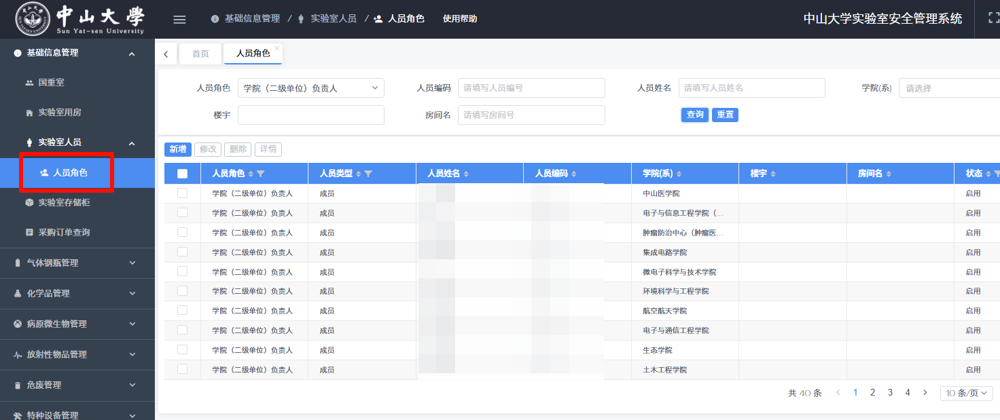 中山大学
Sun Yat-sen University
基础信息管理 / 实验室人员 / 人员角色 使用帮助
中山大学实验室安全管理系统
基础信息管理
国重室
实验室用房
实验室人员
人员角色
实验室存储柜
采购订单查询
气体钢瓶管理
化学品管理
病原微生物管理
放射性物品管理
危废管理
特种设备管理
首页 人员角色
人员角色 学院（二级单位）负责人 人员编码 请填写人员编号 人员姓名 请填写人员姓名 学院(系) 请选择
楼宇 房间名 请填写房间号 查询 重置
新增 修改 删除 详情
人员角色 人员类型 人员姓名 人员编码 学院(系) 楼宇 房间名 状态
学院（二级单位）负责人 成员 中山医学院 启用
学院（二级单位）负责人 成员 电子与信息工程学院（... 启用
学院（二级单位）负责人 成员 肿瘤防治中心（肿瘤医... 启用
学院（二级单位）负责人 成员 集成电路学院 启用
学院（二级单位）负责人 成员 微电子科学与技术学院 启用
学院（二级单位）负责人 成员 环境科学与工程学院 启用
学院（二级单位）负责人 成员 航空航天学院 启用
学院（二级单位）负责人 成员 电子与通信工程学院 启用
学院（二级单位）负责人 成员 生态学院 启用
学院（二级单位）负责人 成员 土木工程学院 启用
共 40 条 1 2 3 4 10 条/页